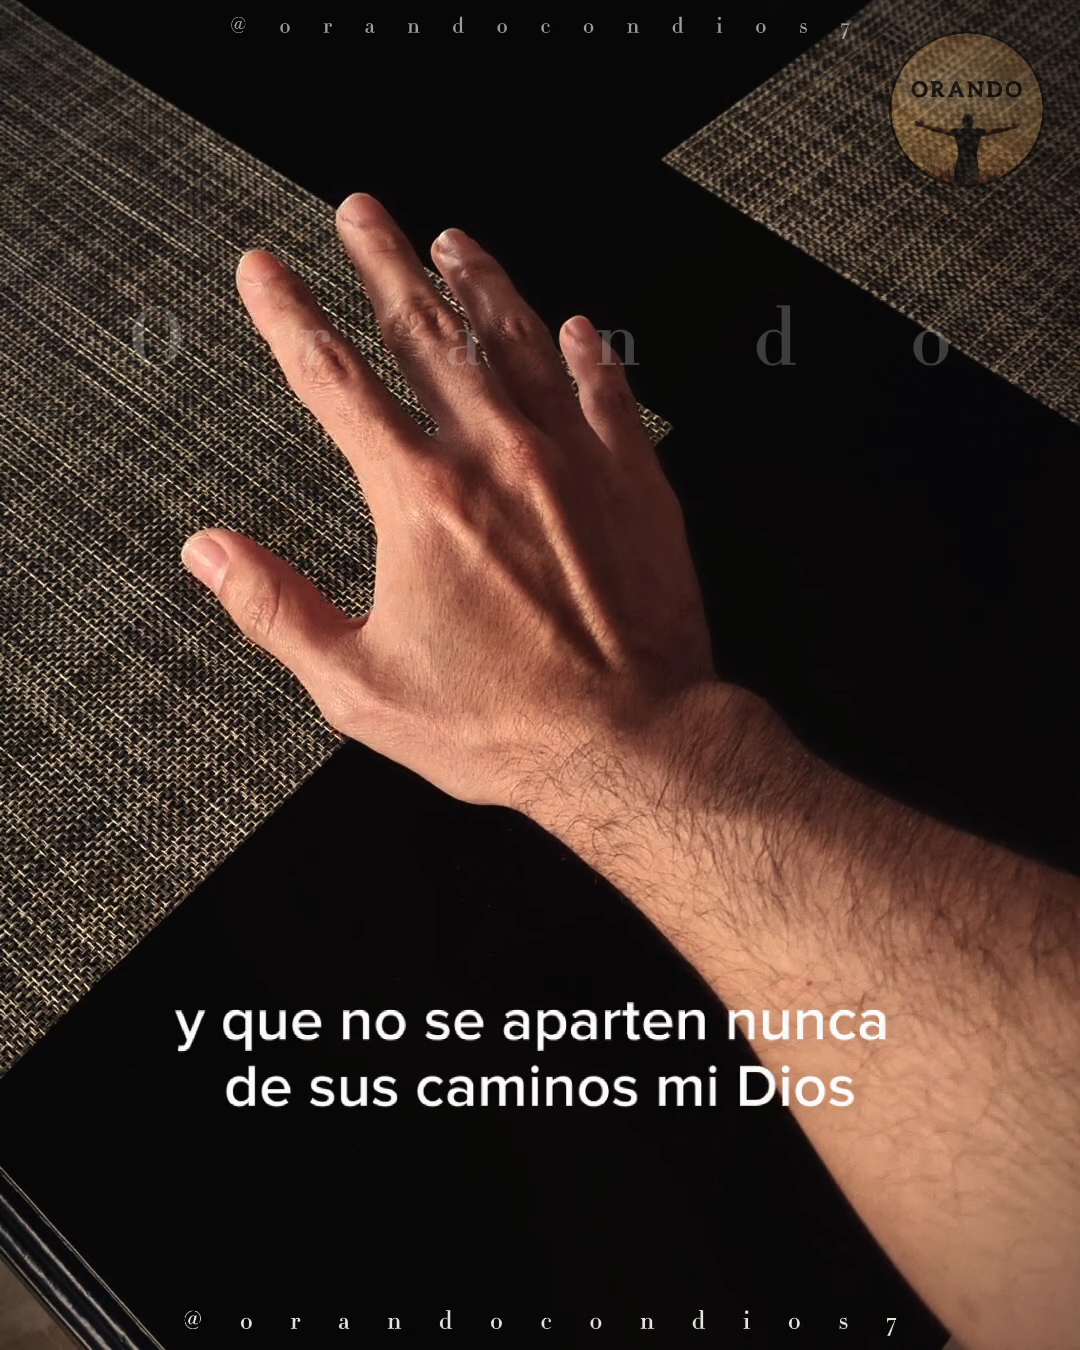 @orandocondios7
ORANDO
Orando
y que no se aparten nunca
de sus caminos mi Dios
@orandocondios7